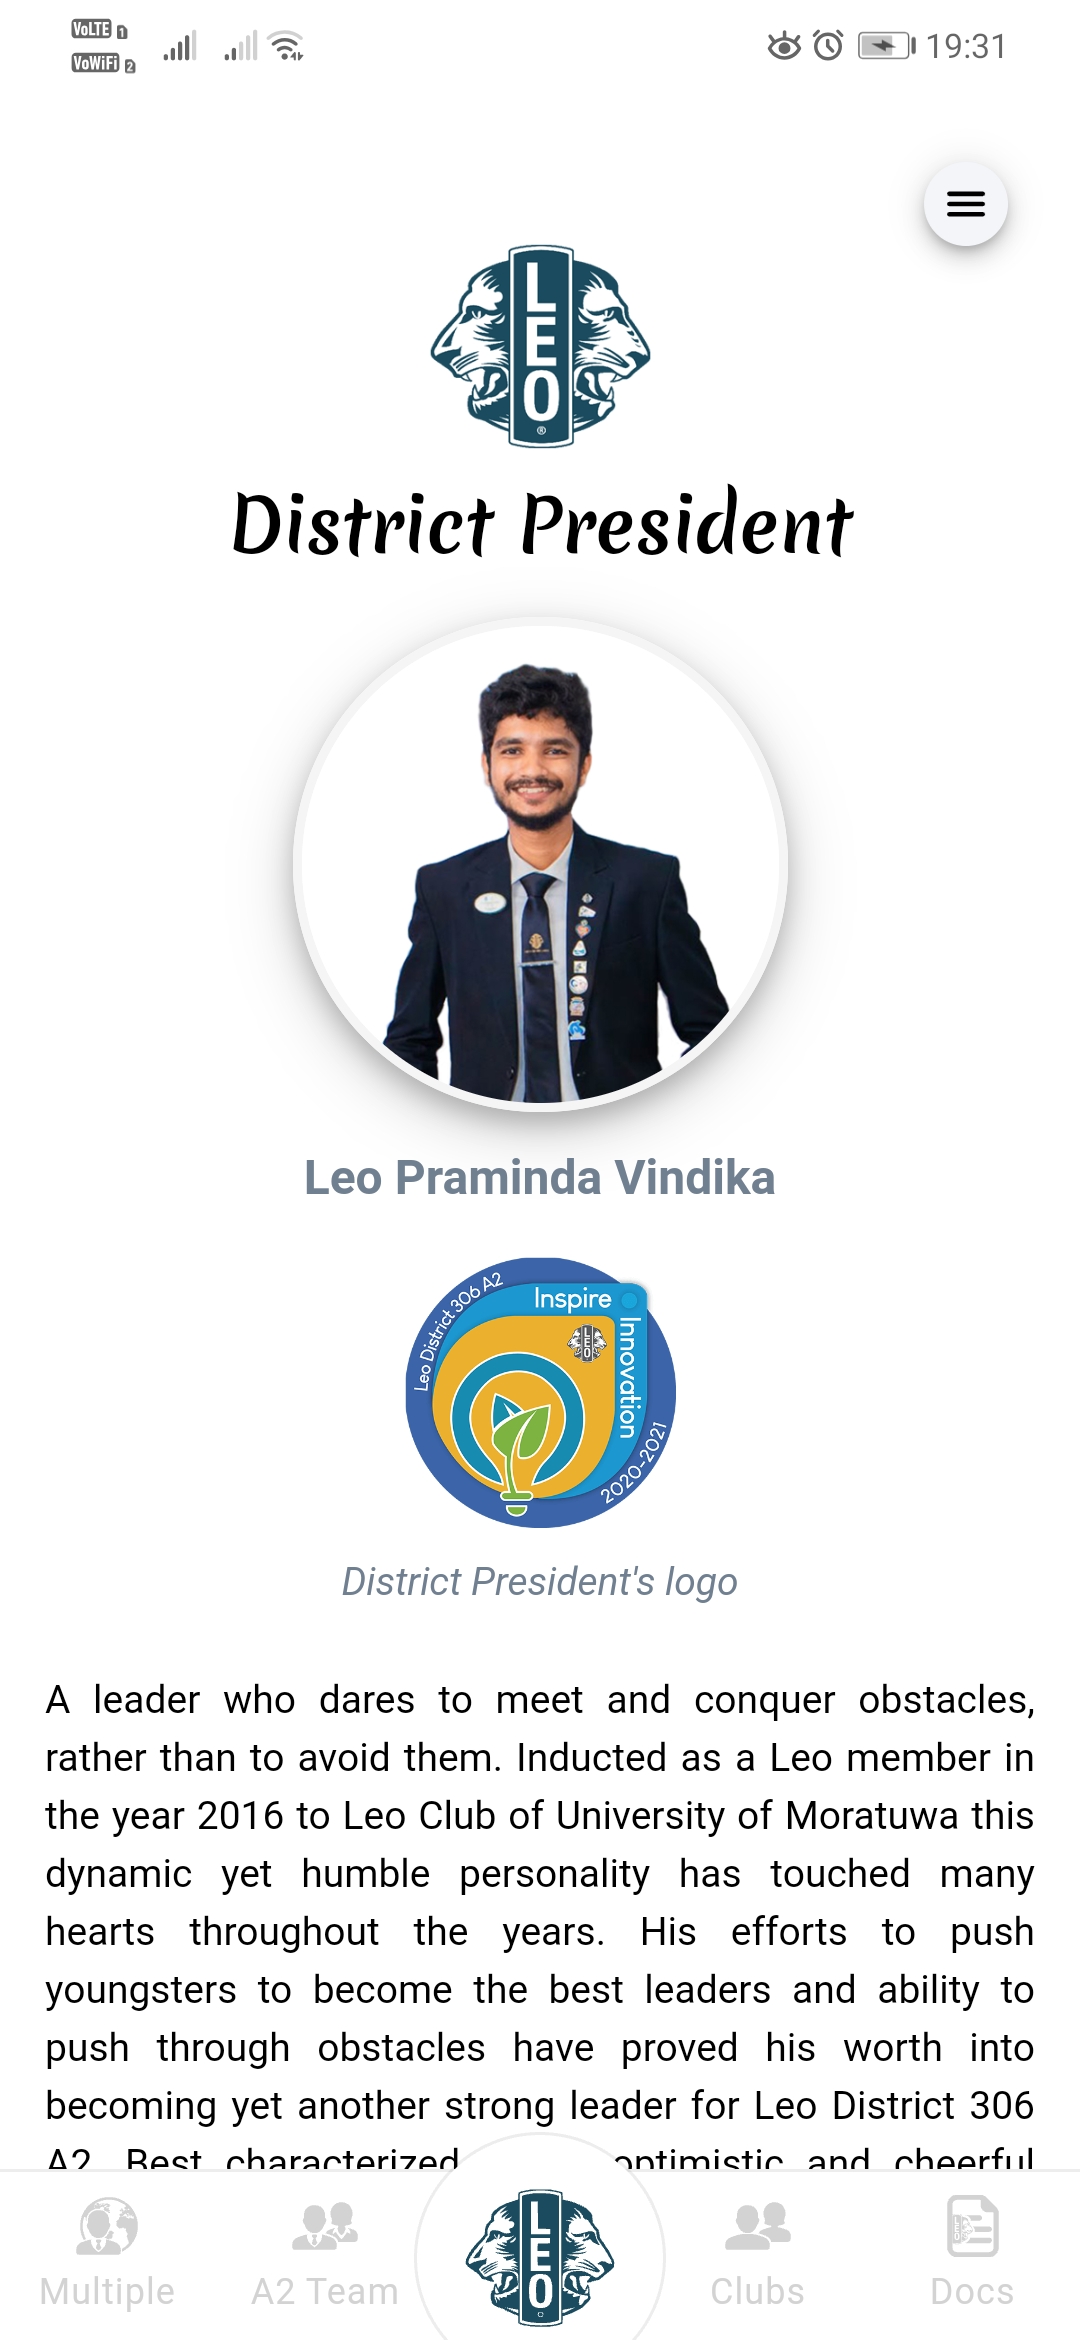 VoLTE 1
VoWiFi 2
19:31
LEO
District President
Leo Praminda Vindika
Leo District 306 A2
Inspire
Innovation
LEO
2020-2021
District President's logo
A leader who dares to meet and conquer obstacles,
rather than to avoid them. Inducted as a Leo member in
the year 2016 to Leo Club of University of Moratuwa this
dynamic yet humble personality has touched many
hearts throughout the years. His efforts to push
youngsters to become the best leaders and ability to
push through obstacles have proved his worth into
becoming yet another strong leader for Leo District 306
A2. Best characterized optimistic and cheerful
Multiple
A2 Team
LEO
Clubs
Docs